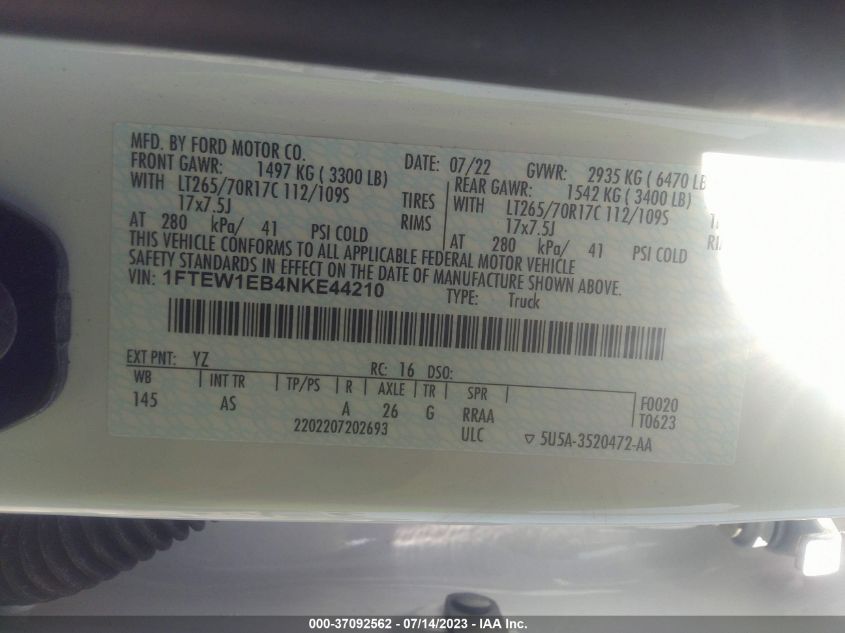 MFD. BY FORD MOTOR CO.
DATE: 07/22 GVWR: 2935 KG ( 6470 LB
FRONT GAWR: 1497 KG ( 3300 LB)
REAR GAWR: 1542 KG ( 3400 LB)
WITH LT265/70R17C 112/109S TIRES
WITH LT265/70R17C 112/109S
17x7.5J RIMS
17x7.5J
AT 280 kPa/ 41 PSI COLD
AT 280 kPa/ 41 PSI COLD
THIS VEHICLE CONFORMS TO ALL APPLICABLE FEDERAL MOTOR VEHICLE
SAFETY STANDARDS IN EFFECT ON THE DATE OF MANUFACTURE SHOWN ABOVE.
VIN: 1FTEW1EB4NKE44210 TYPE: Truck
EXT PNT: YZ RC: 16 DSO:
WB INT TR TP/PS R AXLE TR SPR
145 AS A 26 G RRAA
F0020
T0623
2202207202693 ULC ▽ 5U5A-3520472-AA
000-37092562 - 07/14/2023 - IAA Inc.